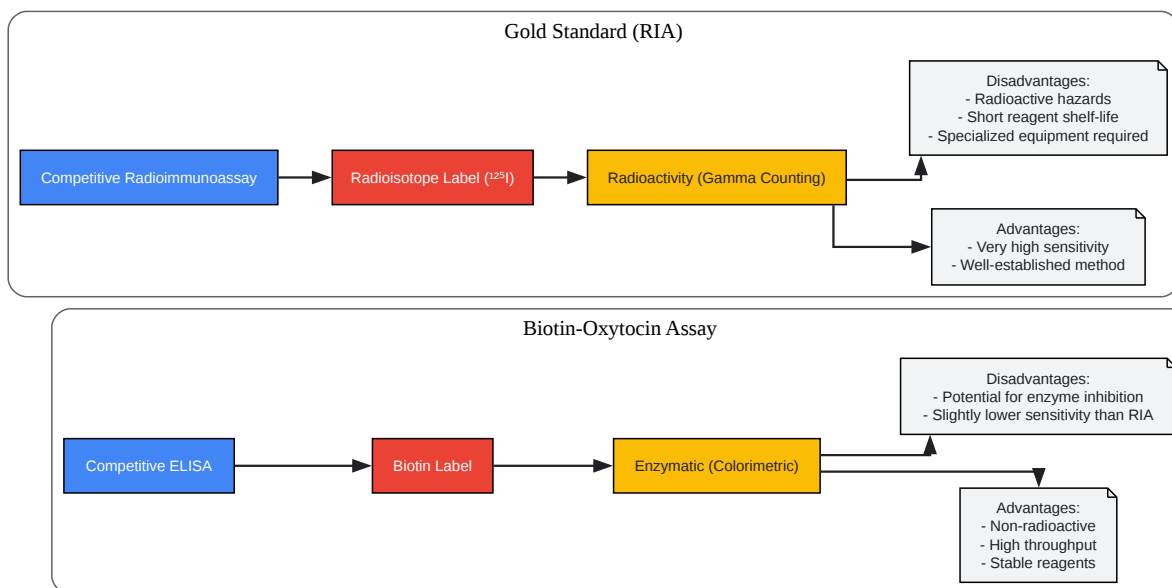 Gold Standard (RIA)
Competitive Radioimmunoassay
Radioisotope Label (¹²⁵I)
Radioactivity (Gamma Counting)
Disadvantages:
- Radioactive hazards
- Short reagent shelf-life
- Specialized equipment required
Advantages:
- Very high sensitivity
- Well-established method
Biotin-Oxytocin Assay
Competitive ELISA
Biotin Label
Enzymatic (Colorimetric)
Disadvantages:
- Potential for enzyme inhibition
- Slightly lower sensitivity than RIA
Advantages:
- Non-radioactive
- High throughput
- Stable reagents